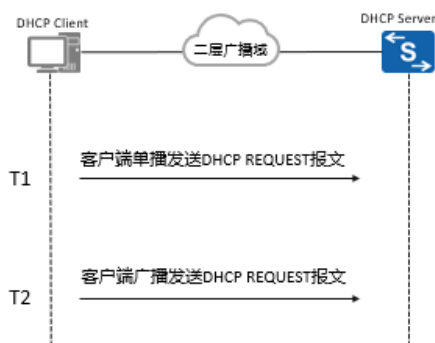 DHCP Client
DHCP Server
二层广播域
S
客户端单播发送DHCP REQUEST报文
T1
客户端广播发送DHCP REQUEST报文
T2